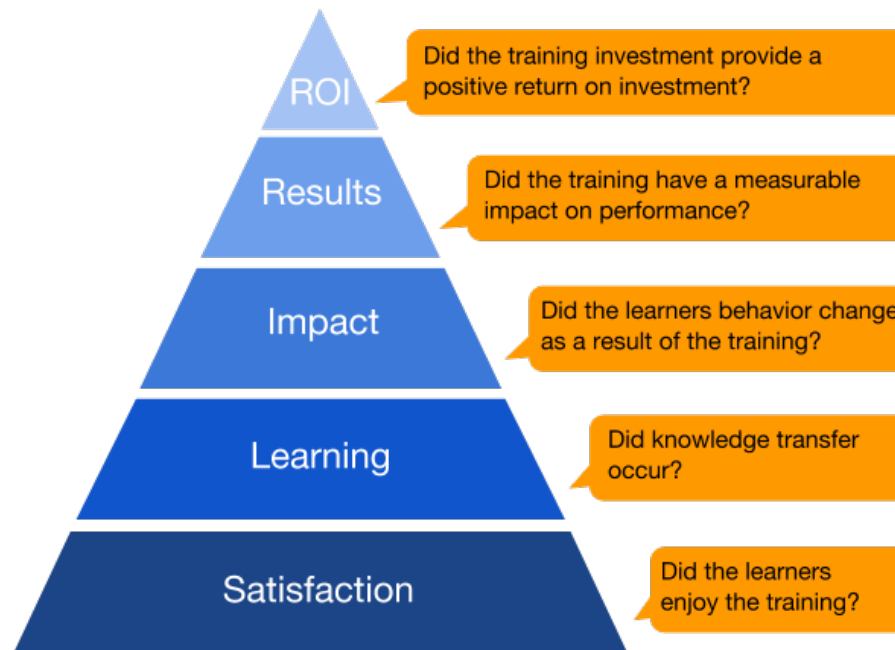 ROI
Did the training investment provide a
positive return on investment?
Results
Did the training have a measurable
impact on performance?
Impact
Did the learners behavior change
as a result of the training?
Learning
Did knowledge transfer
occur?
Satisfaction
Did the learners
enjoy the training?